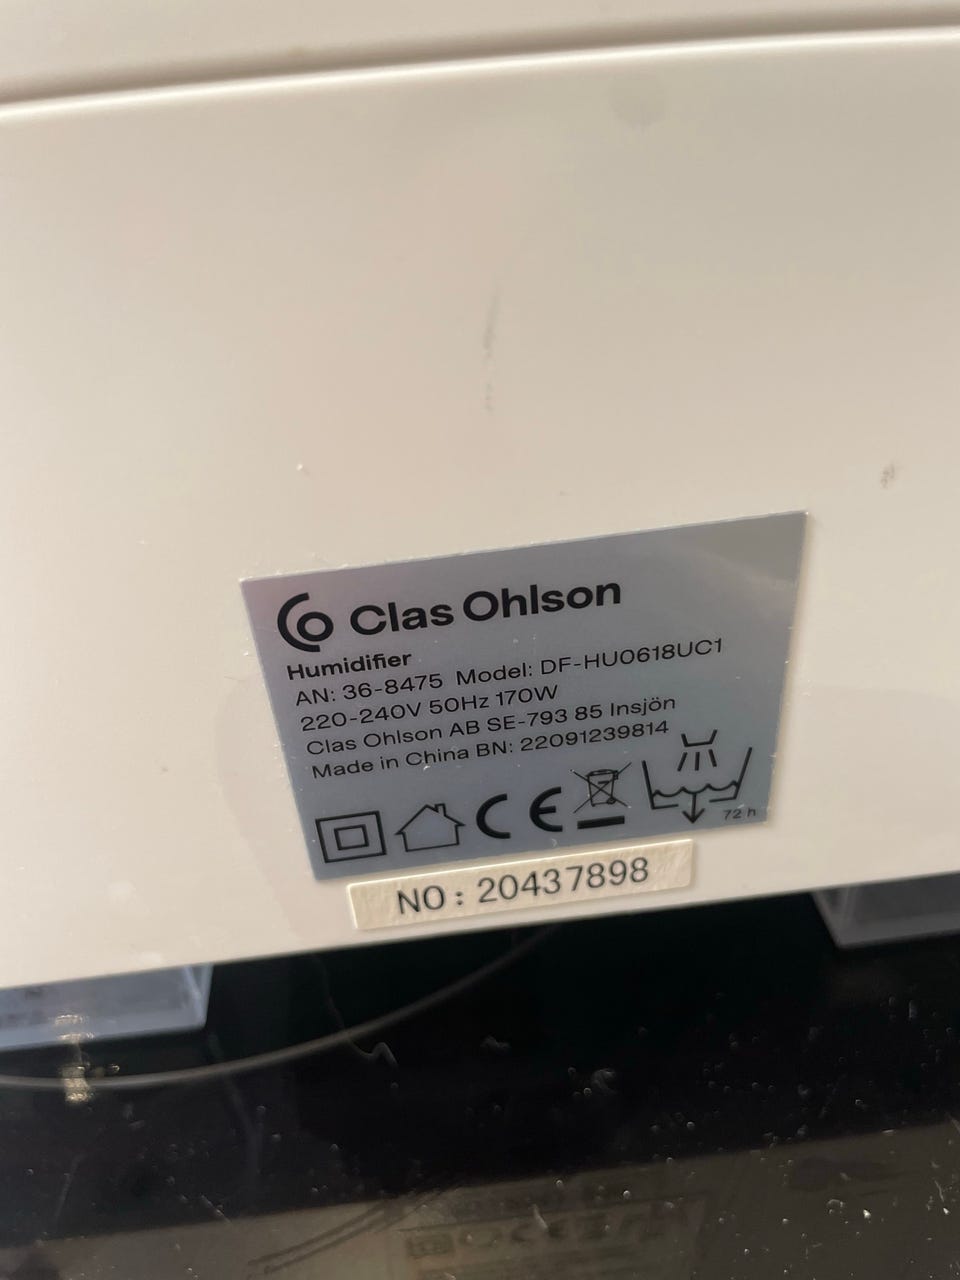 Clas Ohlson
Humidifier
AN: 36-8475 Model: DF-HU0618UC1
220-240V 50Hz 170W
Clas Ohlson AB SE-793 85 Insjön
Made in China BN: 22091239814
CE
72 h
NO: 20437898